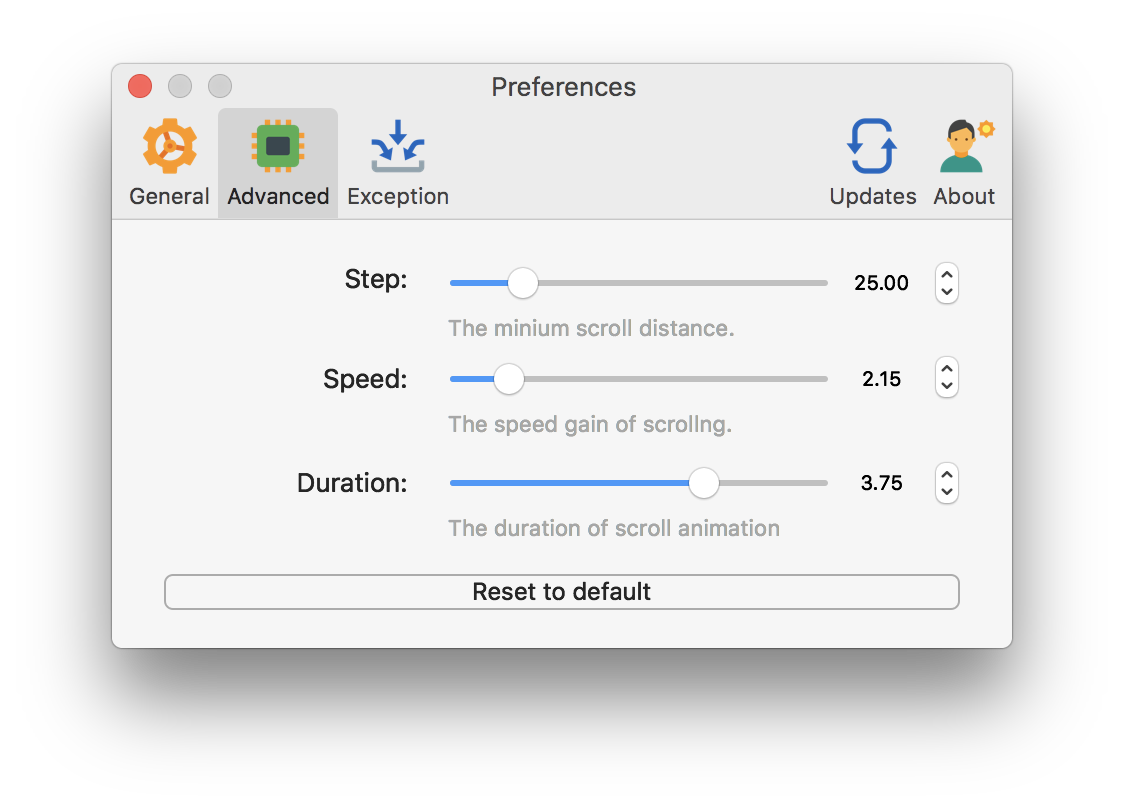 Preferences
General Advanced Exception Updates About
Step: 25.00
The minium scroll distance.
Speed: 2.15
The speed gain of scrollng.
Duration: 3.75
The duration of scroll animation
Reset to default